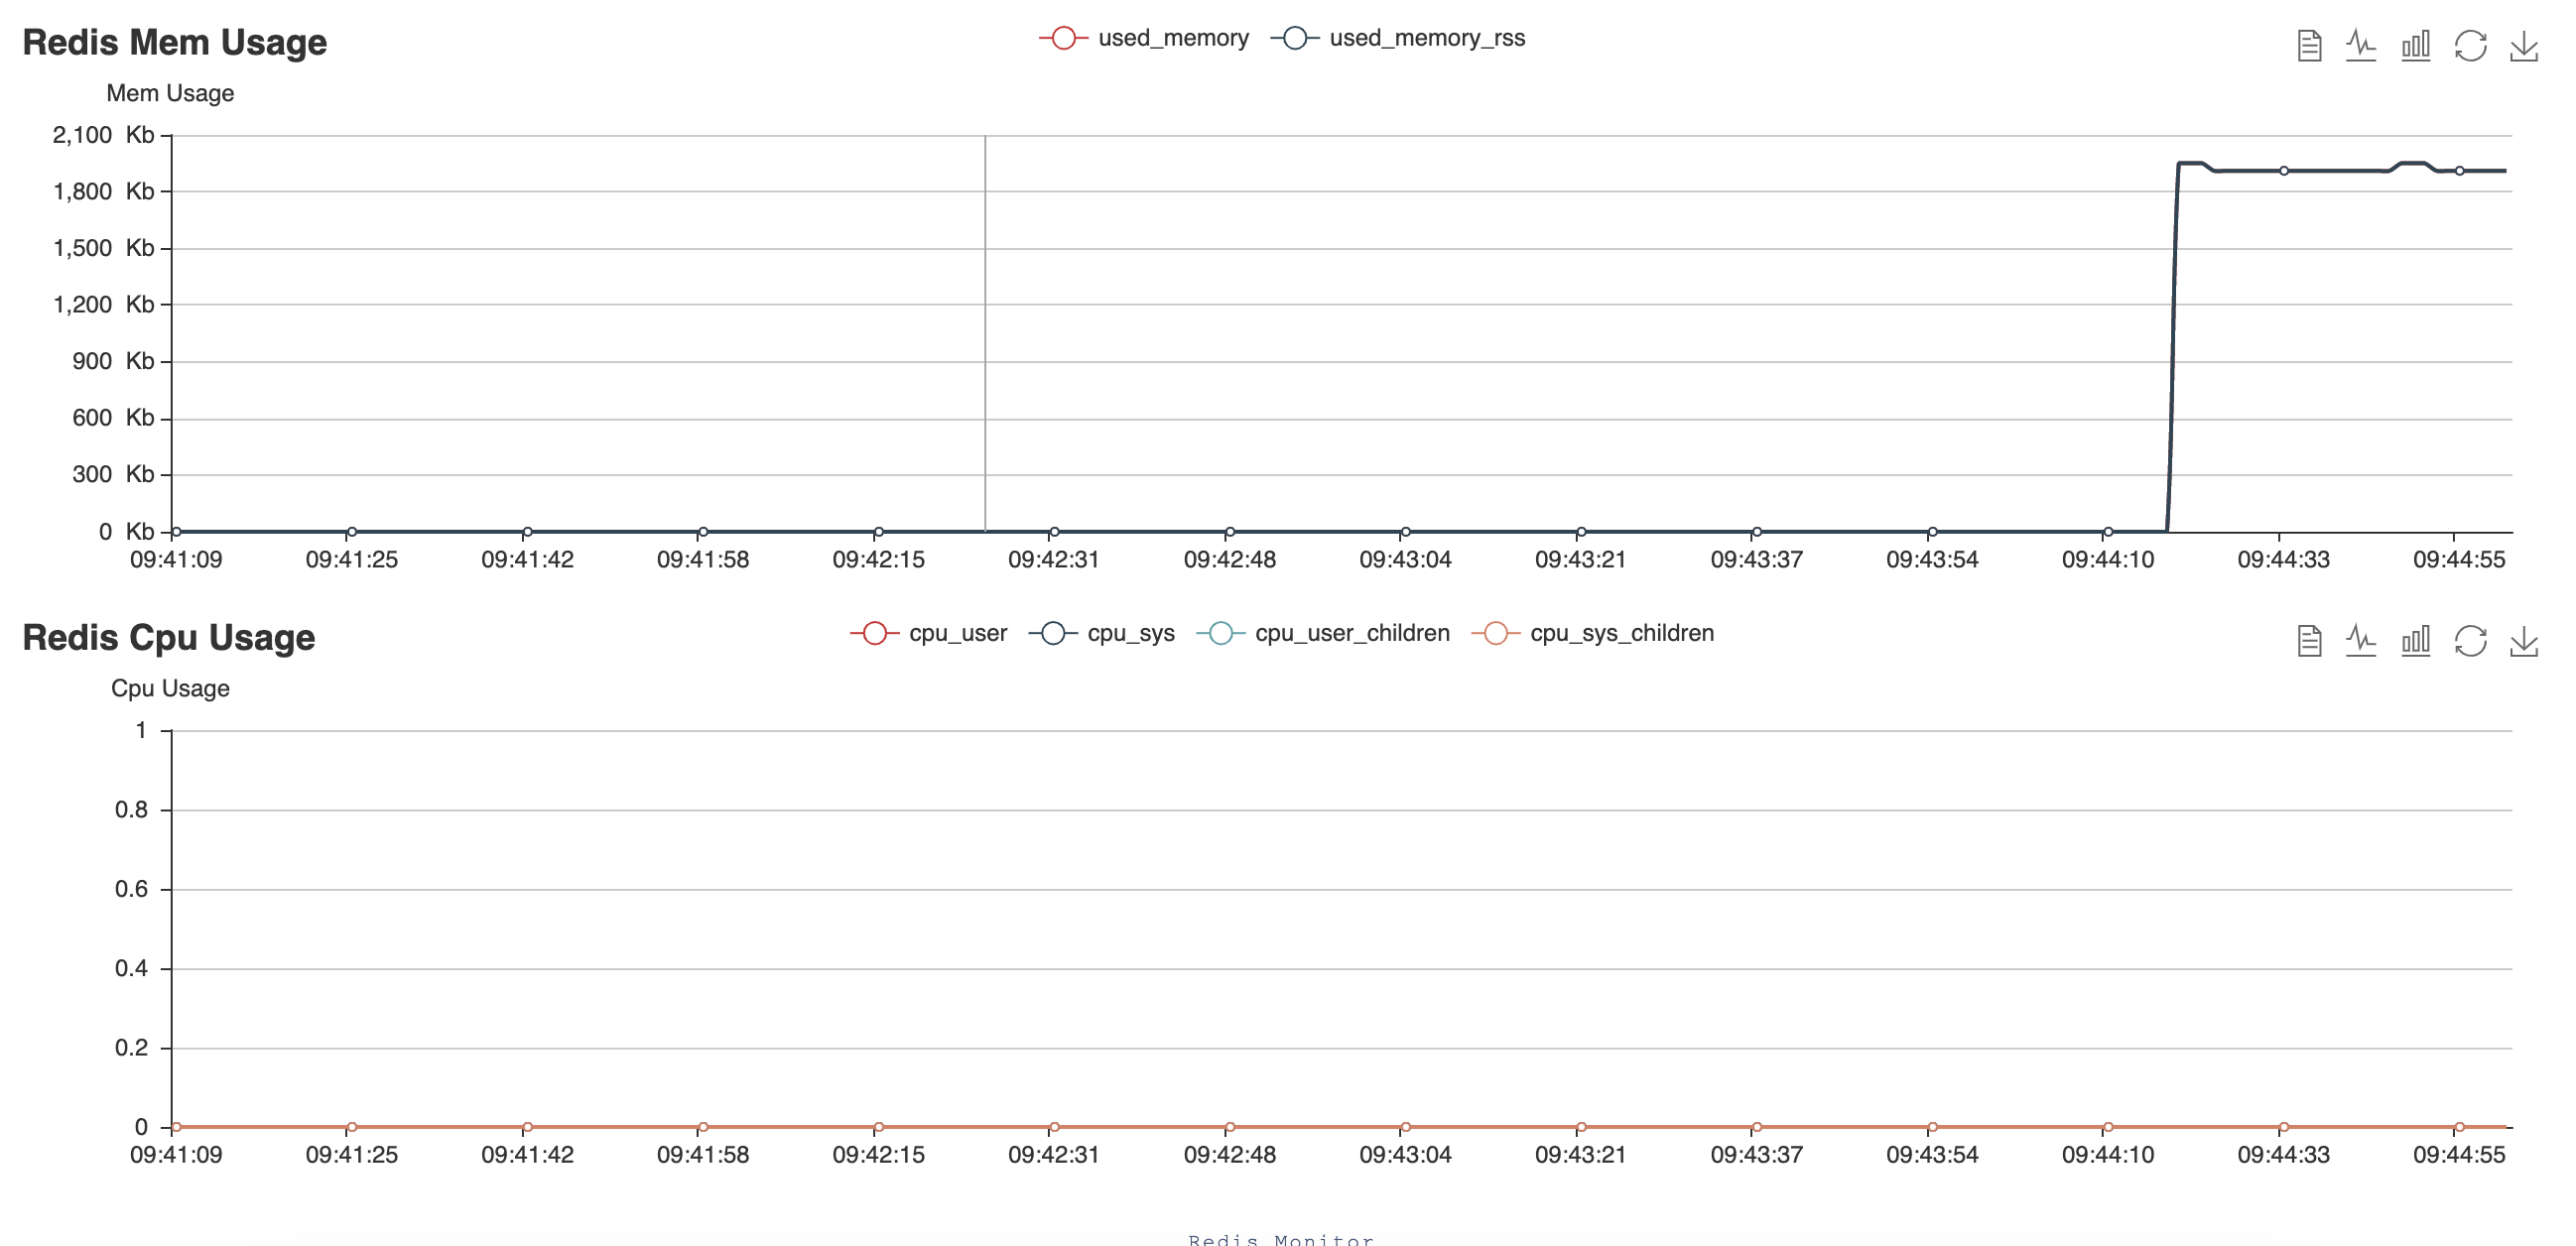 Redis Mem Usage
used_memory used_memory_rss
Mem Usage
2,100 Kb
1,800 Kb
1,500 Kb
1,200 Kb
900 Kb
600 Kb
300 Kb
0 Kb
09:41:09 09:41:25 09:41:42 09:41:58 09:42:15 09:42:31 09:42:48 09:43:04 09:43:21 09:43:37 09:43:54 09:44:10 09:44:33 09:44:55
Redis Cpu Usage
cpu_user cpu_sys cpu_user_children cpu_sys_children
Cpu Usage
1
0.8
0.6
0.4
0.2
0
09:41:09 09:41:25 09:41:42 09:41:58 09:42:15 09:42:31 09:42:48 09:43:04 09:43:21 09:43:37 09:43:54 09:44:10 09:44:33 09:44:55
Redis Monitor